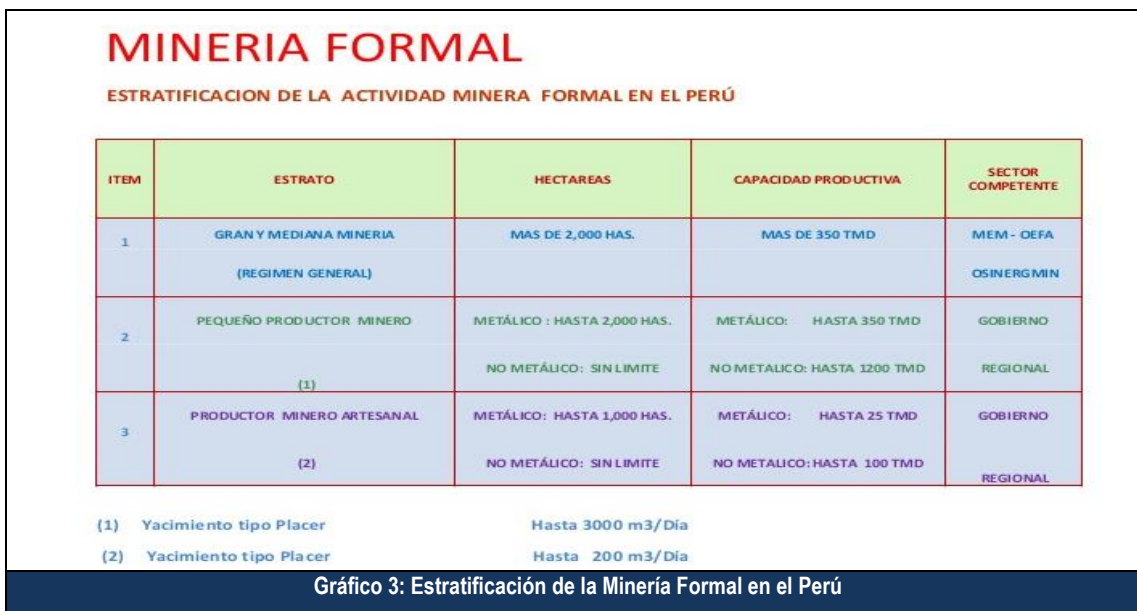 MINERIA FORMAL
ESTRATIFICACION DE LA ACTIVIDAD MINERA FORMAL EN EL PERÚ
ITEM ESTRATO HECTAREAS CAPACIDAD PRODUCTIVA SECTOR COMPETENTE
1 GRAN Y MEDIANA MINERIA MAS DE 2,000 HAS. MAS DE 350 TMD MEM - OEFA
(REGIMEN GENERAL) OSINERGMIN
2 PEQUEÑO PRODUCTOR MINERO METÁLICO : HASTA 2,000 HAS. METÁLICO: HASTA 350 TMD GOBIERNO
(1) NO METÁLICO: SIN LIMITE NO METALICO: HASTA 1200 TMD REGIONAL
3 PRODUCTOR MINERO ARTESANAL METÁLICO: HASTA 1,000 HAS. METÁLICO: HASTA 25 TMD GOBIERNO
(2) NO METÁLICO: SIN LIMITE NO METALICO: HASTA 100 TMD REGIONAL
(1) Yacimiento tipo Placer Hasta 3000 m3/Día
(2) Yacimiento tipo Placer Hasta 200 m3/Día
Gráfico 3: Estratificación de la Minería Formal en el Perú